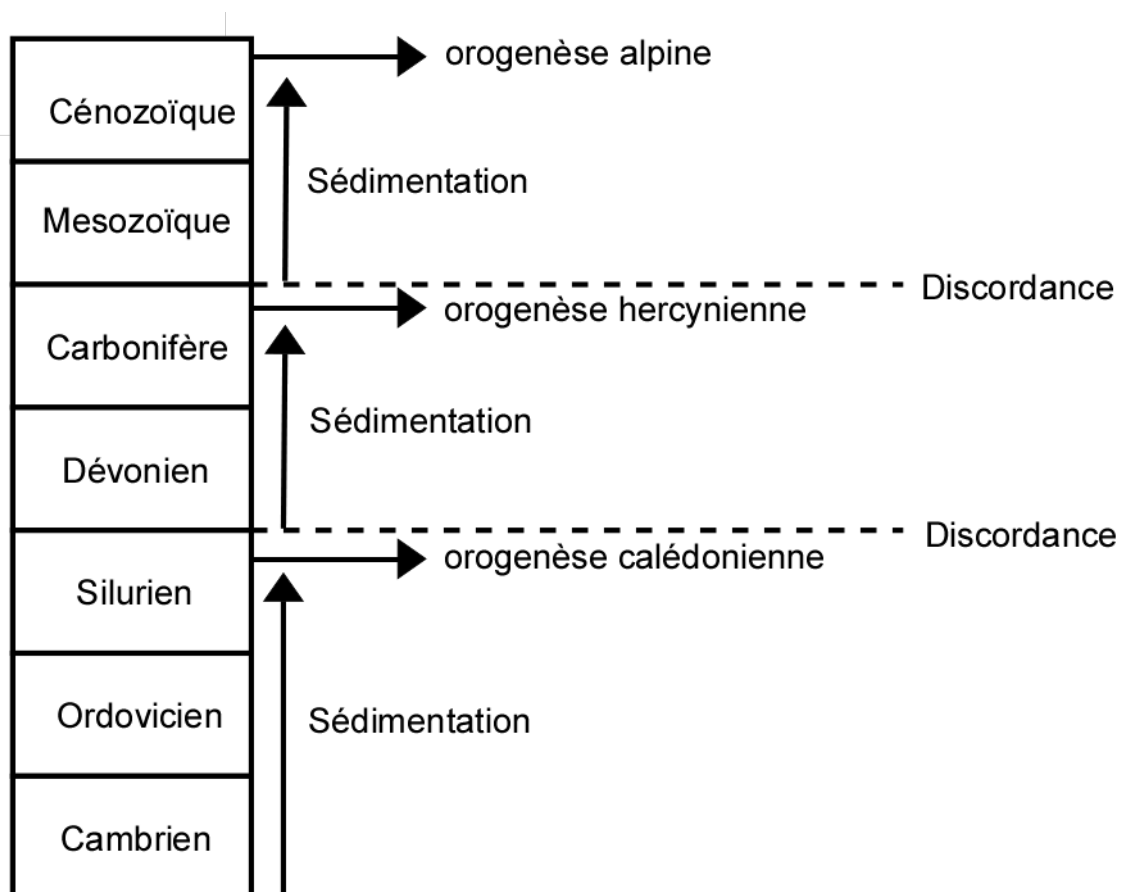 orogenèse alpine
Cénozoïque
Sédimentation
Mesozoïque
Discordance
orogenèse hercynienne
Carbonifère
Sédimentation
Dévonien
Discordance
orogenèse calédonienne
Silurien
Ordovicien
Sédimentation
Cambrien